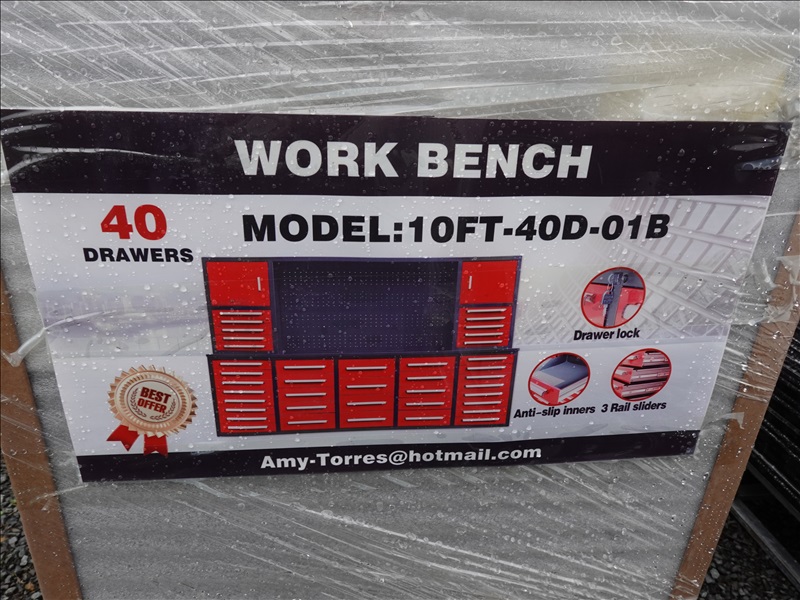 WORK BENCH
40
DRAWERS
MODEL:10FT-40D-01B
Drawer lock
BEST
OFFER
Anti-slip inners
3 Rail sliders
Amy-Torres@hotmail.com